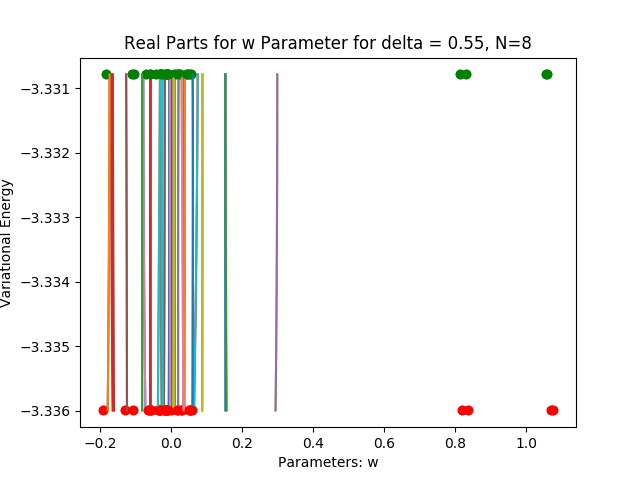 Real Parts for w Parameter for delta = 0.55, N=8
Variational Energy
−3.331
−3.332
−3.333
−3.334
−3.335
−3.336
−0.2 0.0 0.2 0.4 0.6 0.8 1.0
Parameters: w